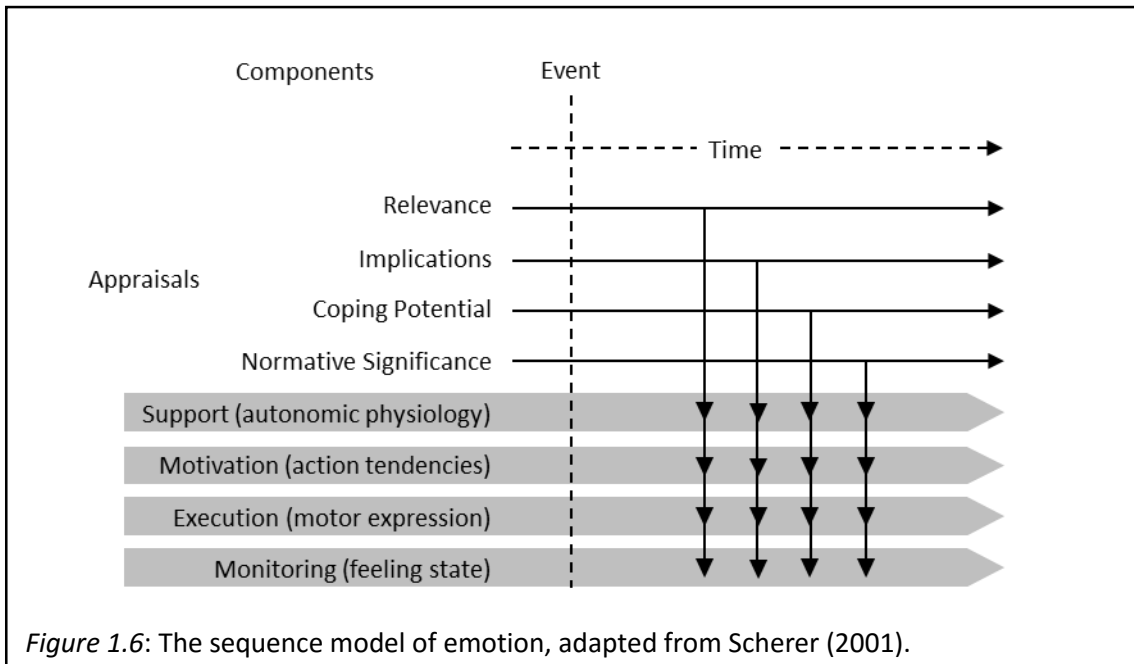 Components
Event
Time
Relevance
Implications
Appraisals
Coping Potential
Normative Significance
Support (autonomic physiology)
Motivation (action tendencies)
Execution (motor expression)
Monitoring (feeling state)
Figure 1.6: The sequence model of emotion, adapted from Scherer (2001).